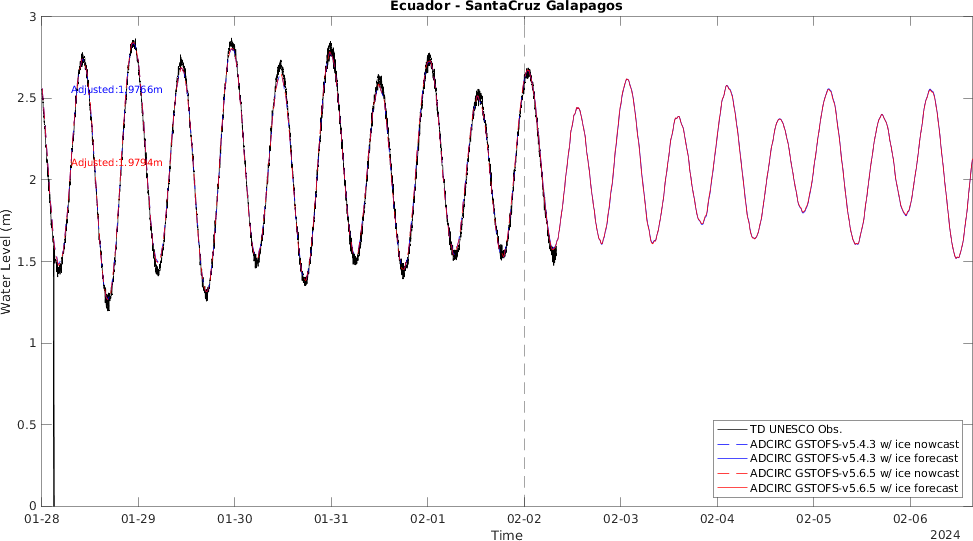 Ecuador - SantaCruz Galapagos
3
2.5
2
1.5
1
0.5
0
Water Level (m)
Adjusted:1.9766m
Adjusted:1.9794m
TD UNESCO Obs.
ADCIRC GSTOFS-v5.4.3 w/ ice nowcast
ADCIRC GSTOFS-v5.4.3 w/ ice forecast
ADCIRC GSTOFS-v5.6.5 w/ ice nowcast
ADCIRC GSTOFS-v5.6.5 w/ ice forecast
01-28 01-29 01-30 01-31 02-01 02-02 02-03 02-04 02-05 02-06
Time
2024